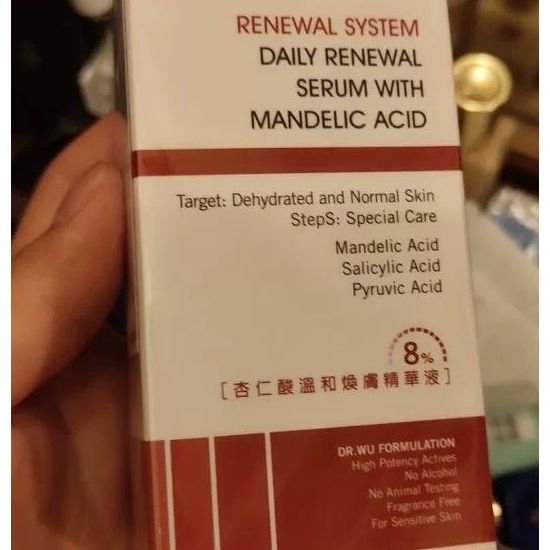 RENEWAL SYSTEM
DAILY RENEWAL
SERUM WITH
MANDELIC ACID
Target: Dehydrated and Normal Skin
StepS: Special Care
Mandelic Acid
Salicylic Acid
Pyruvic Acid
8%
[杏仁酸溫和煥膚精華液]
DR.WU FORMULATION
High Potency Actives
No Alcohol
No Animal Testing
Fragrance Free
For Sensitive Skin